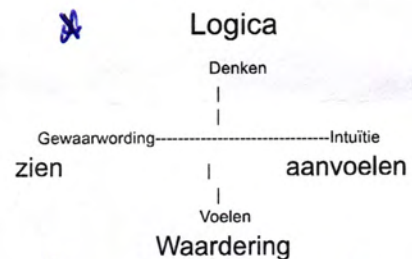 Logica
Denken
|
|
Gewaarwording------------------------Intuïtie
zien | aanvoelen
|
Voelen
Waardering